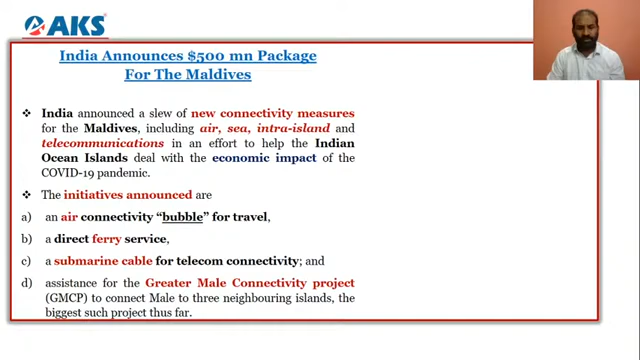 AKS
India Announces $500 mn Package
For The Maldives
❖ India announced a slew of new connectivity measures
for the Maldives, including air, sea, intra-island and
telecommunications in an effort to help the Indian
Ocean Islands deal with the economic impact of the
COVID-19 pandemic.
❖ The initiatives announced are
a) an air connectivity “bubble” for travel,
b) a direct ferry service,
c) a submarine cable for telecom connectivity; and
d) assistance for the Greater Male Connectivity project
(GMCP) to connect Male to three neighbouring islands, the
biggest such project thus far.